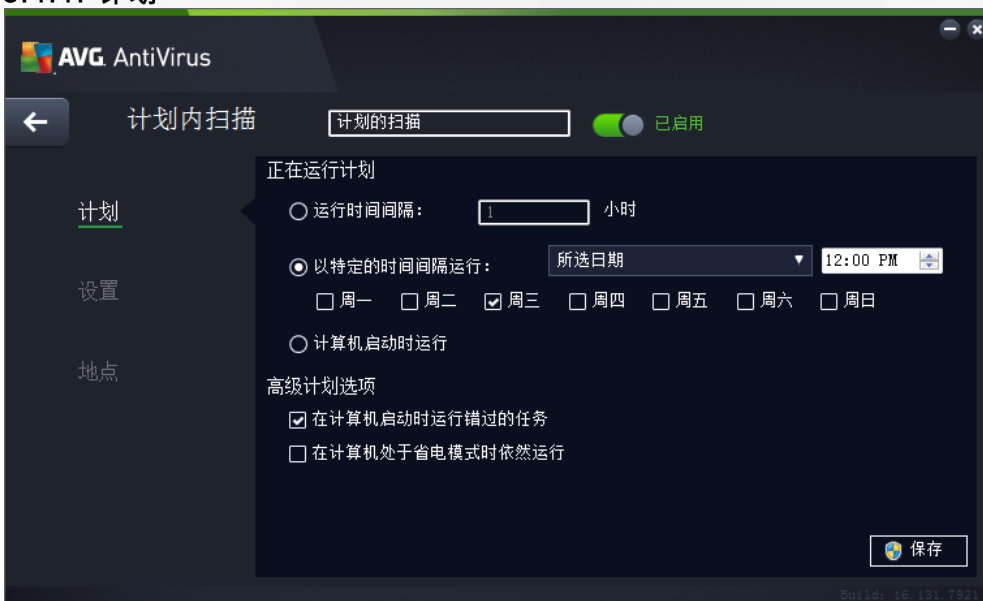 AVG. AntiVirus
计划内扫描 计划的扫描 已启用
正在运行计划
计划
运行时间间隔： 1 小时
以特定的时间间隔运行： 所选日期 12:00 PM
设置
周一 周二 周三 周四 周五 周六 周日
计算机启动时运行
地点
高级计划选项
在计算机启动时运行错过的任务
在计算机处于省电模式时依然运行
保存
Build: 16.131.7921